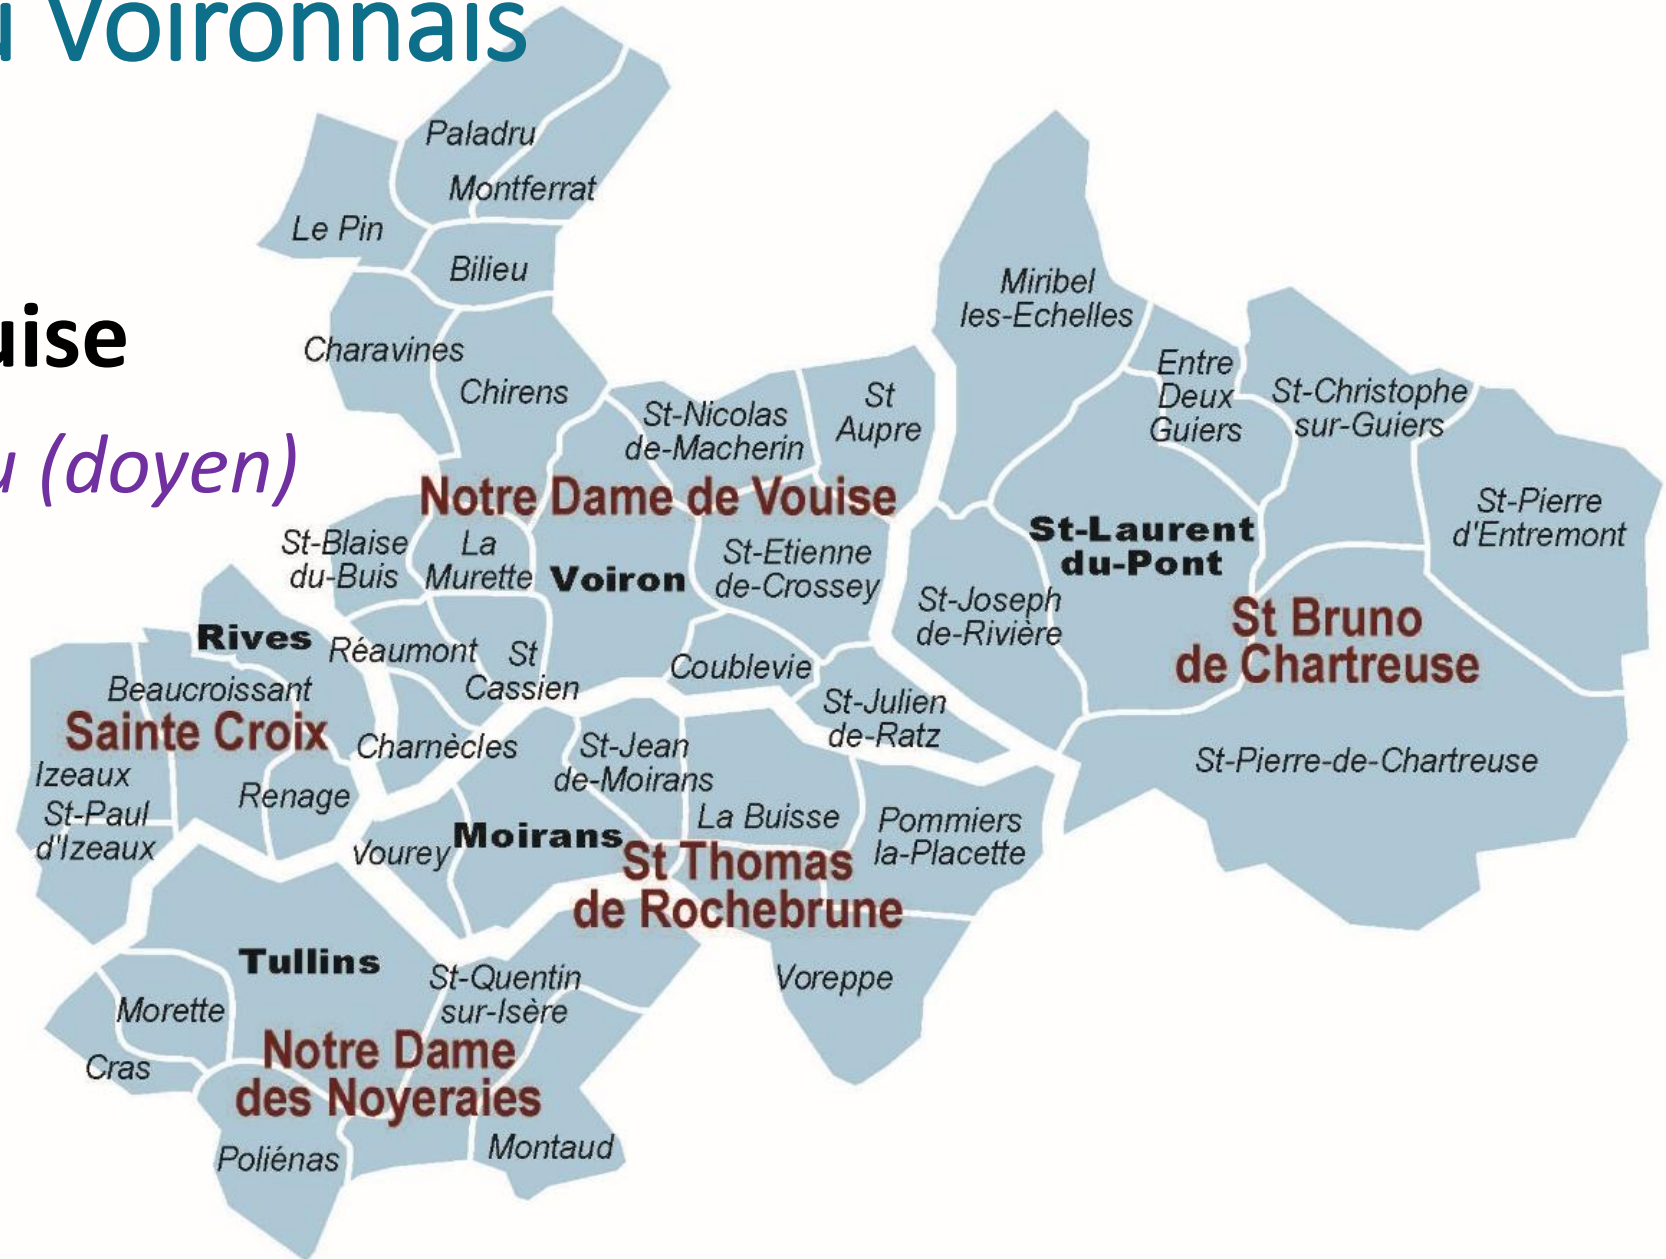 u Voironnais
Paladru
Montferrat
Le Pin
Bilieu
uise
Miribel
les-Echelles
Charavines
Chirens
Entre
Deux
Guiers
St-Christophe
sur-Guiers
St-Nicolas
de-Macherin
St
Aupre
u (doyen)
Notre Dame de Vouise
St-Pierre
d'Entremont
St-Laurent
du-Pont
St-Blaise
du-Buis
La
Murette
Voiron
St-Etienne
de-Crossey
St-Joseph
de-Rivière
St Bruno
de Chartreuse
Rives
Réaumont
St
Cassien
Coublevie
Beaucroissant
Sainte Croix
St-Julien
de-Ratz
Charnècles
St-Jean
de-Moirans
St-Pierre-de-Chartreuse
Izeaux
St-Paul
d'Izeaux
Renage
La Buisse
Pommiers
la-Placette
Vourey
Moirans
St Thomas
de Rochebrune
Tullins
St-Quentin
sur-Isère
Voreppe
Morette
Cras
Notre Dame
des Noyeraies
Poliénas
Montaud